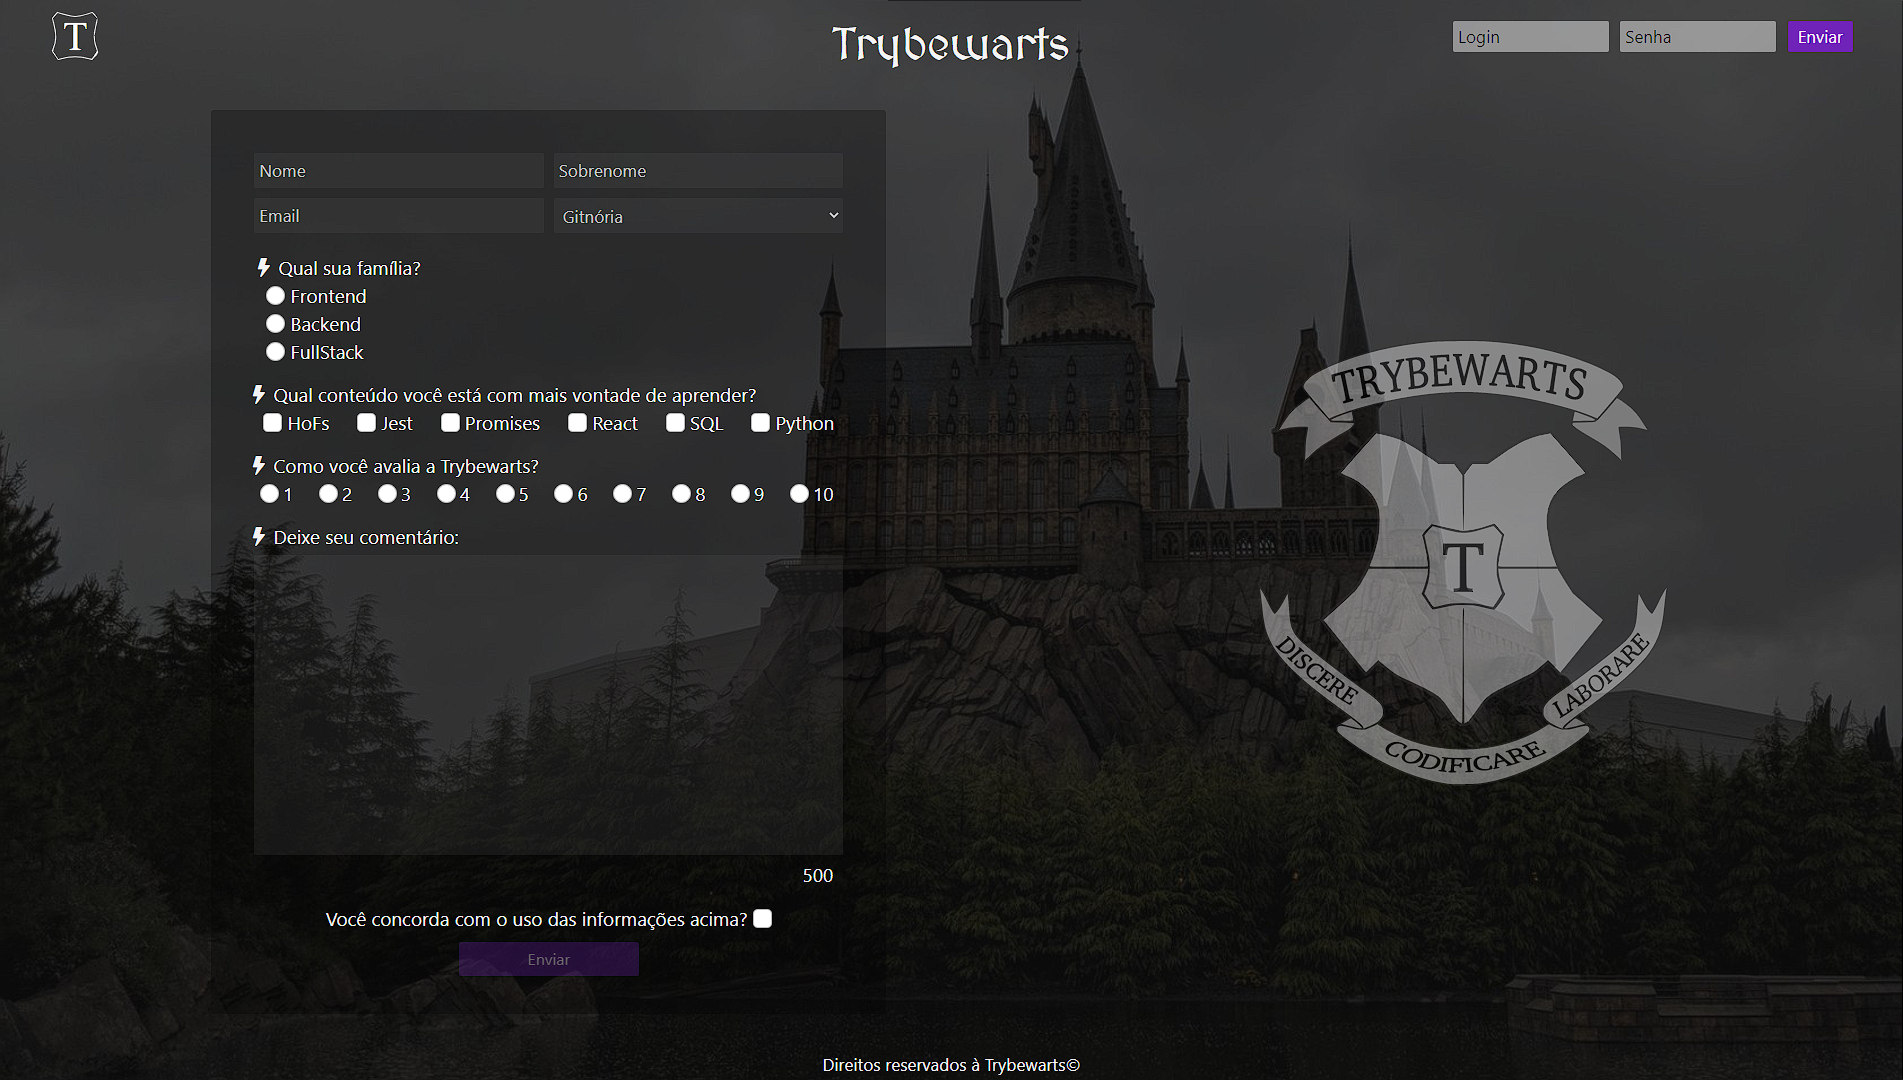 T
Trybewarts
Login
Senha
Enviar
Nome
Sobrenome
Email
Gitnória
Qual sua família?
Frontend
Backend
FullStack
Qual conteúdo você está com mais vontade de aprender?
HoFs Jest Promises React SQL Python
Como você avalia a Trybewarts?
1 2 3 4 5 6 7 8 9 10
Deixe seu comentário:
500
Você concorda com o uso das informações acima?
Enviar
TRYBEWARTS
T
DISCERE
CODIFICARE
LABORARE
Direitos reservados à Trybewarts©